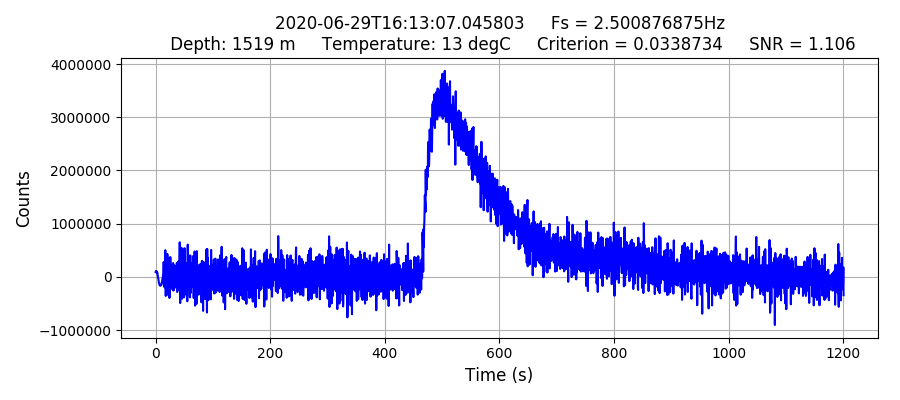 2020-06-29T16:13:07.045803 Fs = 2.500876875Hz
Depth: 1519 m Temperature: 13 degC Criterion = 0.0338734 SNR = 1.106
4000000
3000000
2000000
1000000
0
−1000000
Counts
0 200 400 600 800 1000 1200
Time (s)